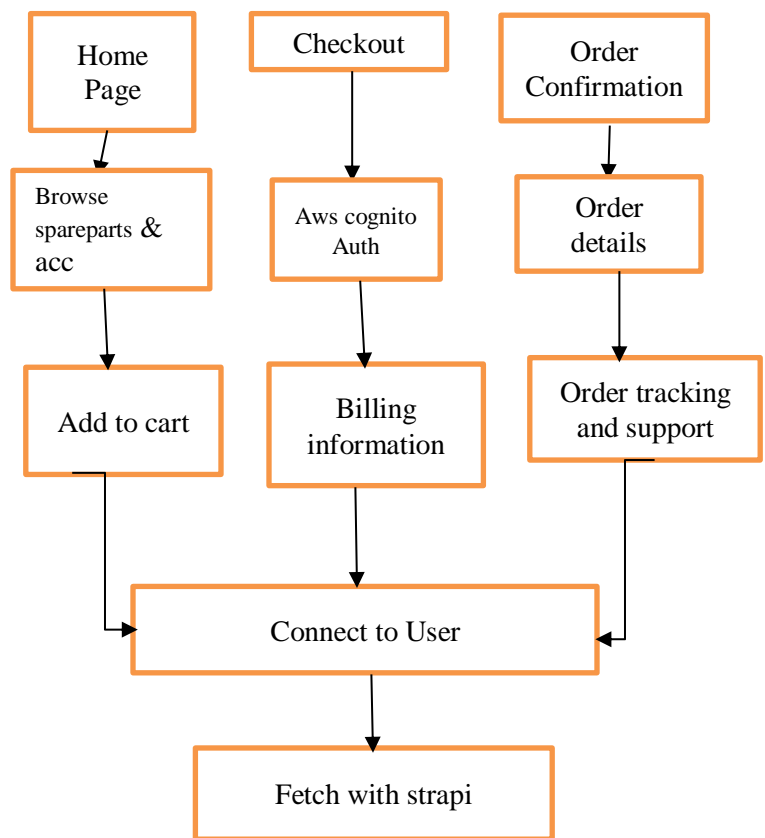 Home
Page
Checkout
Order
Confirmation
Browse
spareparts & 
acc
Aws cognito
Auth
Order
details
Add to cart
Billing
information
Order tracking
and support
Connect to User
Fetch with strapi